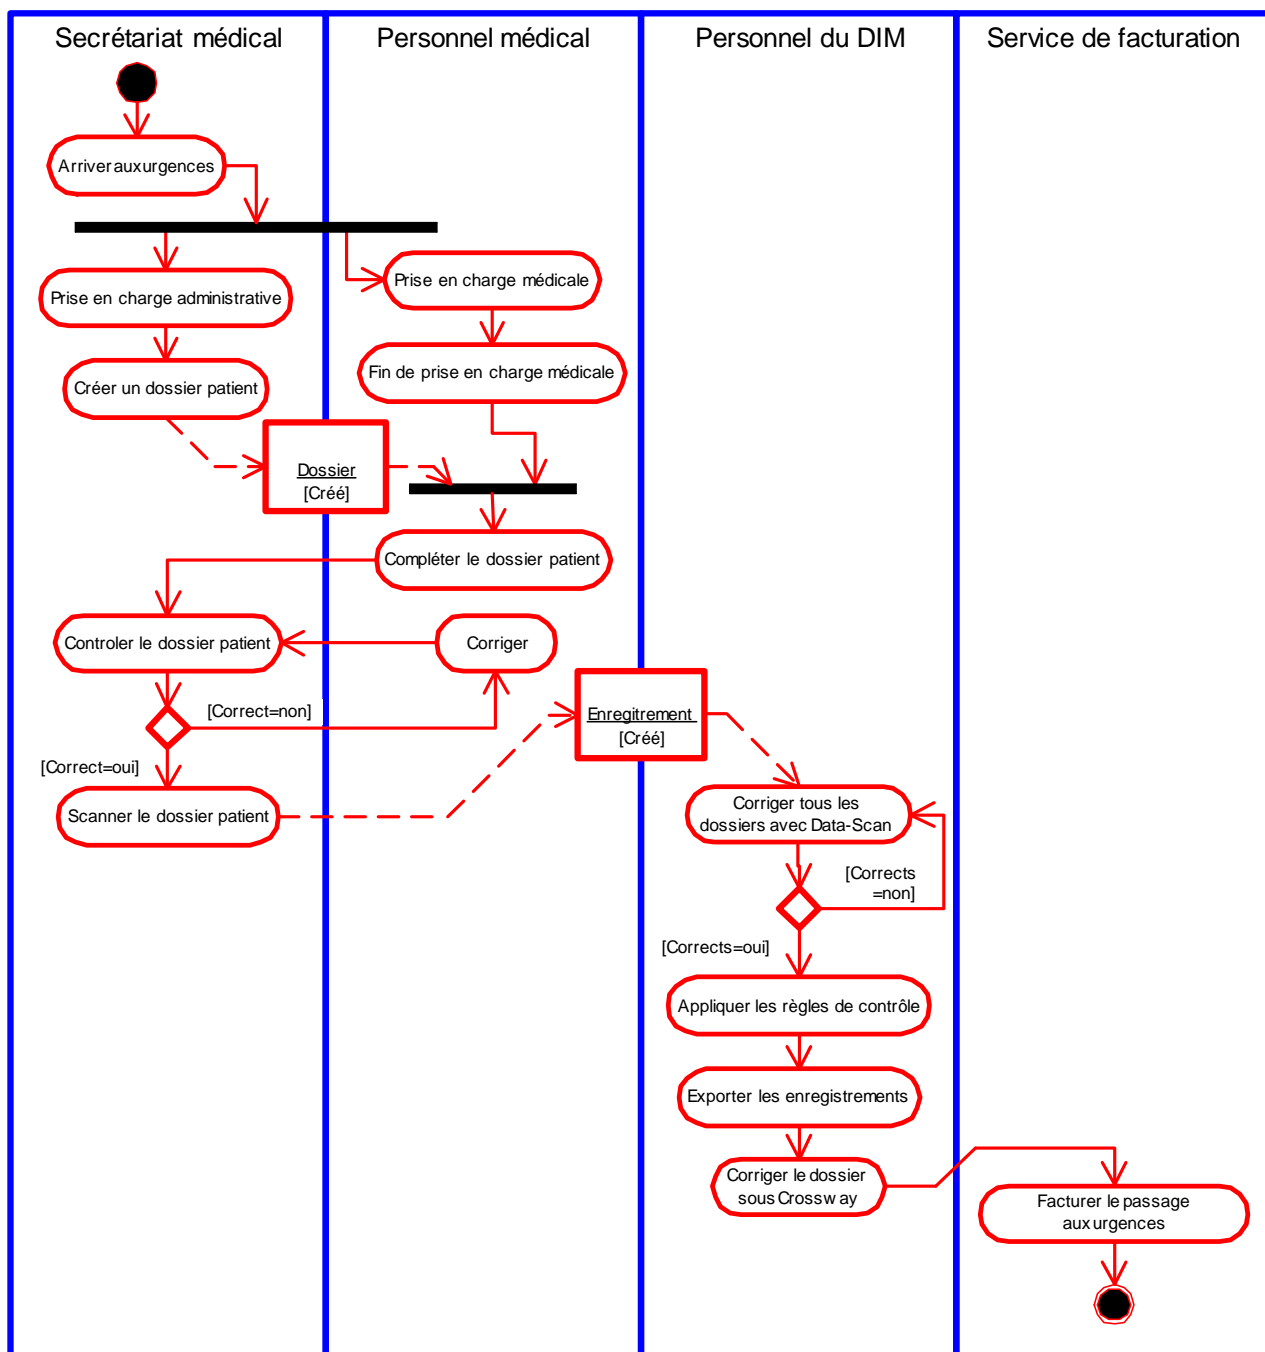 Secrétariat médical
Personnel médical
Personnel du DIM
Service de facturation
Arriver aux urgences
Prise en charge administrative
Prise en charge médicale
Créer un dossier patient
Fin de prise en charge médicale
Dossier
[Créé]
Compléter le dossier patient
Controler le dossier patient
Corriger
[Correct=non]
[Correct=oui]
Enregitrement
[Créé]
Scanner le dossier patient
Corriger tous les
dossiers avec Data-Scan
[Corrects
=non]
[Corrects=oui]
Appliquer les règles de contrôle
Exporter les enregistrements
Corriger le dossier
sous Crossway
Facturer le passage
aux urgences